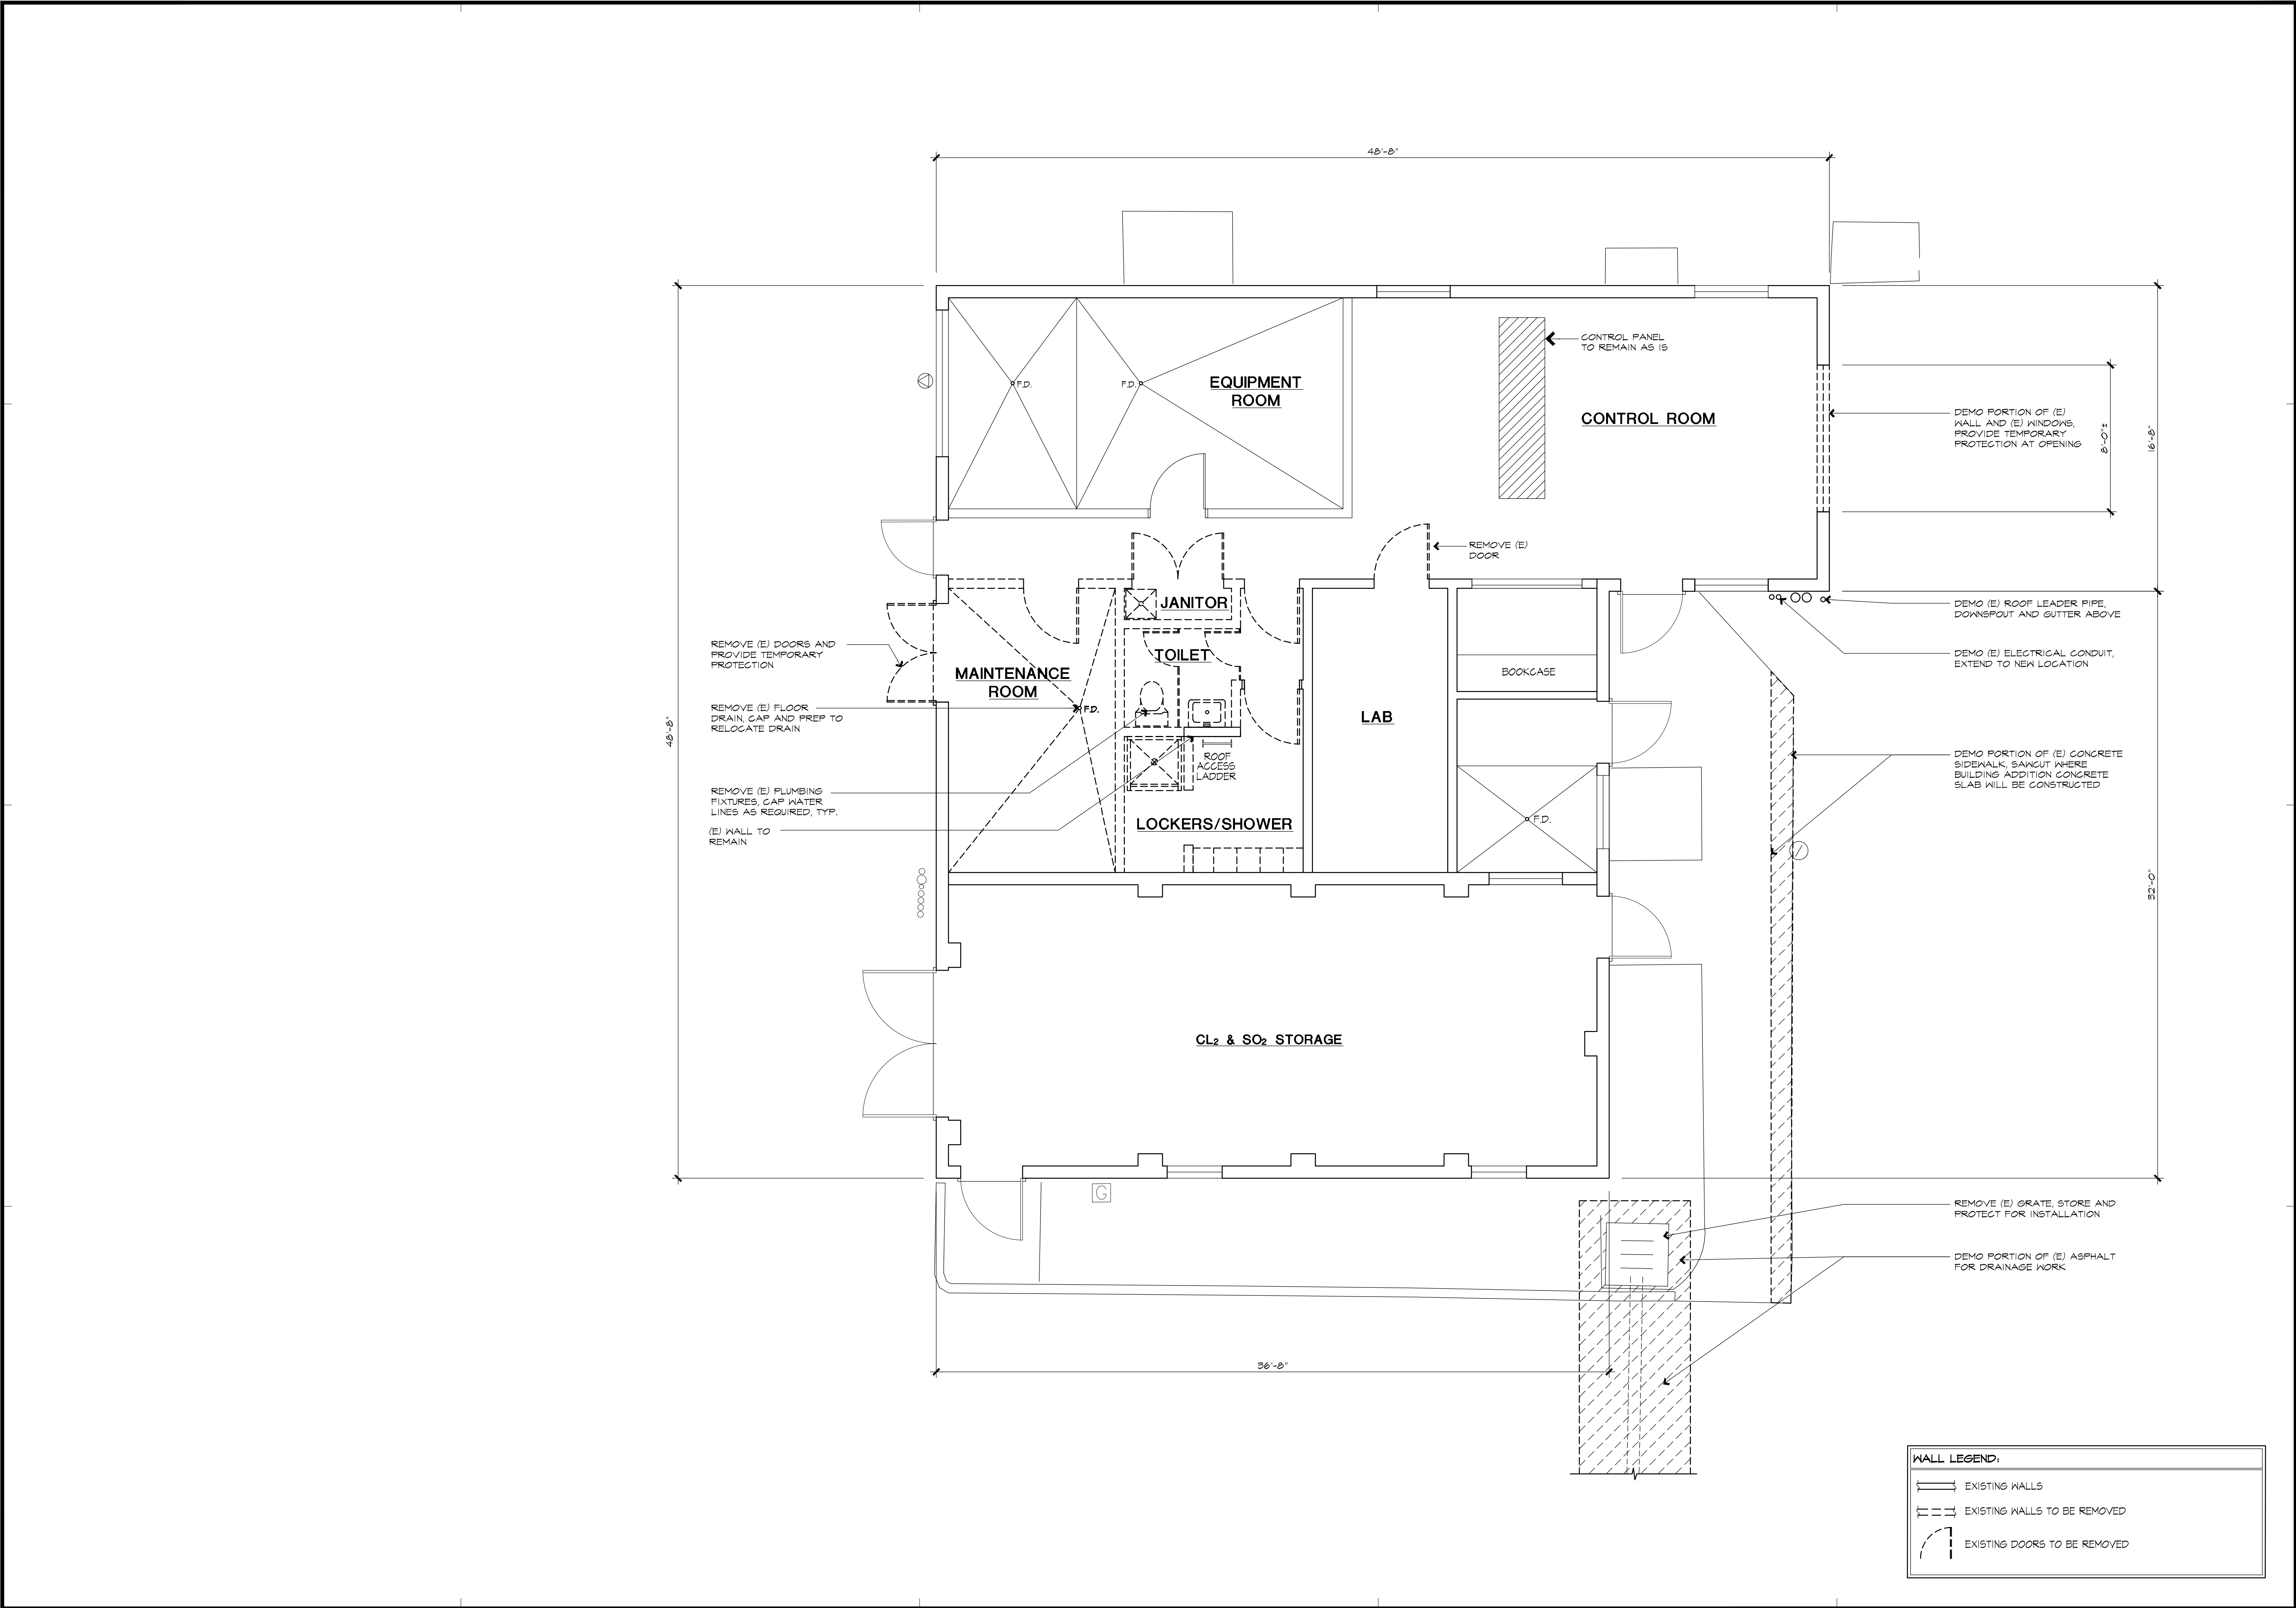 48'-8"
CONTROL PANEL
TO REMAIN AS IS
F.D.
F.D.
EQUIPMENT
ROOM
CONTROL ROOM
DEMO PORTION OF (E)
WALL AND (E) WINDOWS,
PROVIDE TEMPORARY
PROTECTION AT OPENING
8'-0"±
16'-8"
REMOVE (E)
DOOR
JANITOR
DEMO (E) ROOF LEADER PIPE,
DOWNSPOUT AND GUTTER ABOVE
REMOVE (E) DOORS AND
PROVIDE TEMPORARY
PROTECTION
TOILET
DEMO (E) ELECTRICAL CONDUIT,
EXTEND TO NEW LOCATION
MAINTENANCE
ROOM
BOOKCASE
REMOVE (E) FLOOR
DRAIN, CAP AND PREP TO
RELOCATE DRAIN
F.D.
LAB
48'-8"
ROOF
ACCESS
LADDER
DEMO PORTION OF (E) CONCRETE
SIDEWALK, SAWCUT WHERE
BUILDING ADDITION CONCRETE
SLAB WILL BE CONSTRUCTED
REMOVE (E) PLUMBING
FIXTURES, CAP WATER
LINES AS REQUIRED, TYP.
(E) WALL TO
REMAIN
LOCKERS/SHOWER
F.D.
32'-0"
CL₂ & SO₂ STORAGE
G
REMOVE (E) GRATE, STORE AND
PROTECT FOR INSTALLATION
DEMO PORTION OF (E) ASPHALT
FOR DRAINAGE WORK
36'-8"
WALL LEGEND:
EXISTING WALLS
EXISTING WALLS TO BE REMOVED
EXISTING DOORS TO BE REMOVED